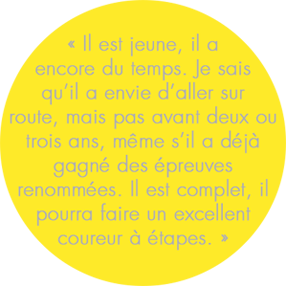 « Il est jeune, il a
encore du temps. Je sais
qu’il a envie d’aller sur
route, mais pas avant deux ou
trois ans, même s’il a déjà
gagné des épreuves
renommées. Il est complet, il
pourra faire un excellent
coureur à étapes. »